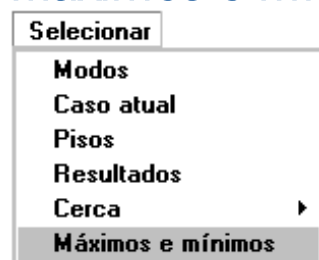 Selecionar
Modos
Caso atual
Pisos
Resultados
Cerca
Máximos e mínimos